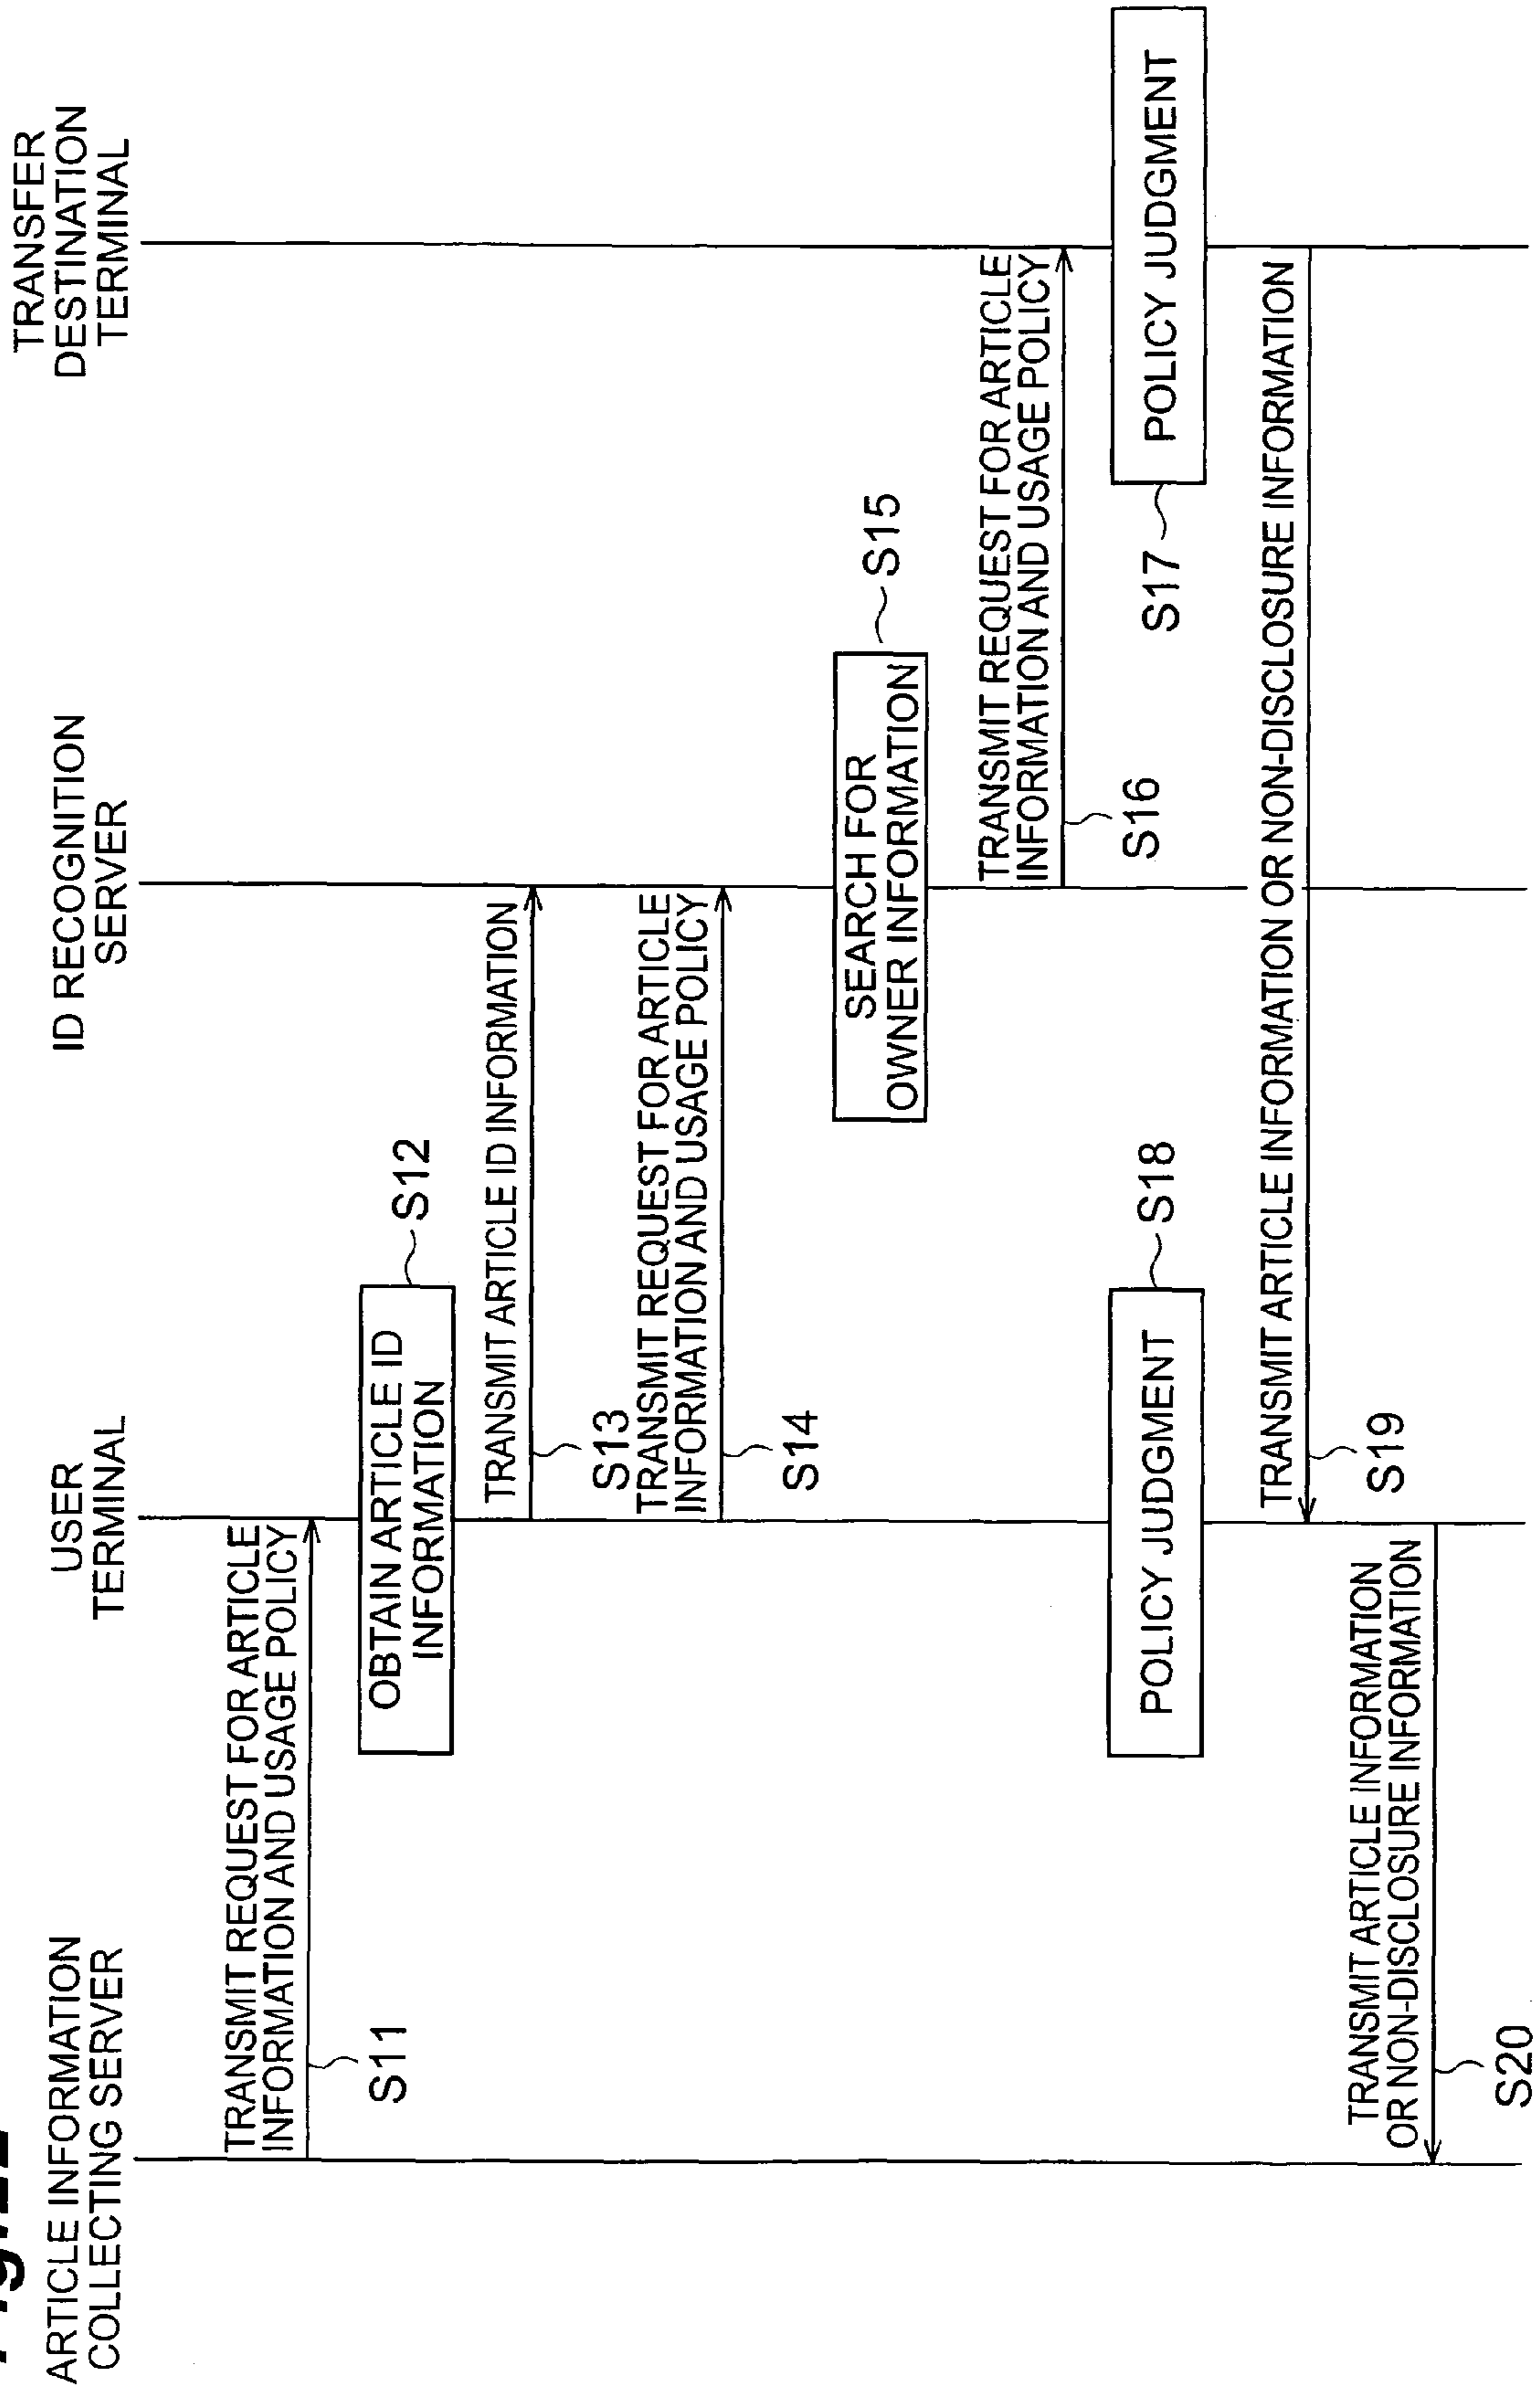 ARTICLE INFORMATION
COLLECTING SERVER
USER
TERMINAL
ID RECOGNITION
SERVER
TRANSFER
DESTINATION
TERMINAL
TRANSMIT REQUEST FOR ARTICLE
INFORMATION AND USAGE POLICY
S11
OBTAIN ARTICLE ID
INFORMATION
S12
TRANSMIT ARTICLE ID INFORMATION
S13
TRANSMIT REQUEST FOR ARTICLE
INFORMATION AND USAGE POLICY
S14
SEARCH FOR
OWNER INFORMATION
S15
TRANSMIT REQUEST FOR ARTICLE
INFORMATION AND USAGE POLICY
S16
POLICY JUDGMENT
S17
POLICY JUDGMENT
S18
TRANSMIT ARTICLE INFORMATION OR NON-DISCLOSURE INFORMATION
S19
TRANSMIT ARTICLE INFORMATION
OR NON-DISCLOSURE INFORMATION
S20